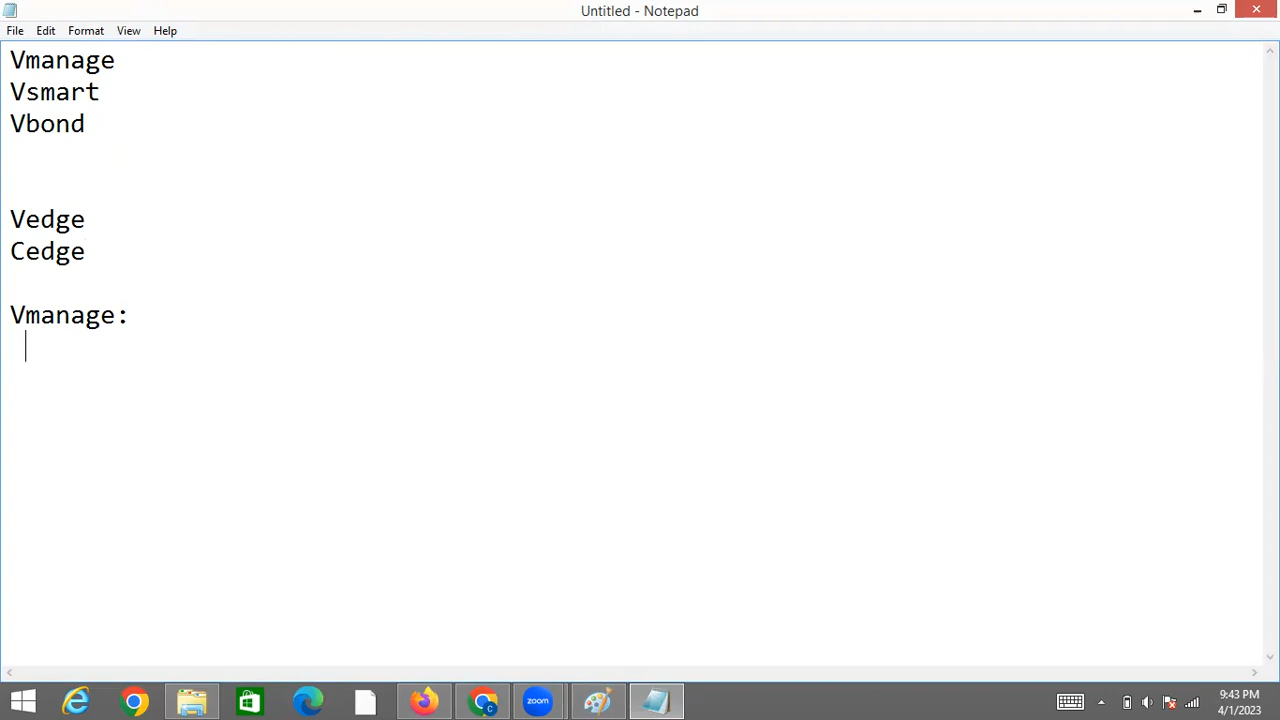 Untitled - Notepad
File Edit Format View Help
Vmanage
Vsmart
Vbond
Vedge
Cedge
Vmanage:
zoom
C
9:43 PM
4/1/2023